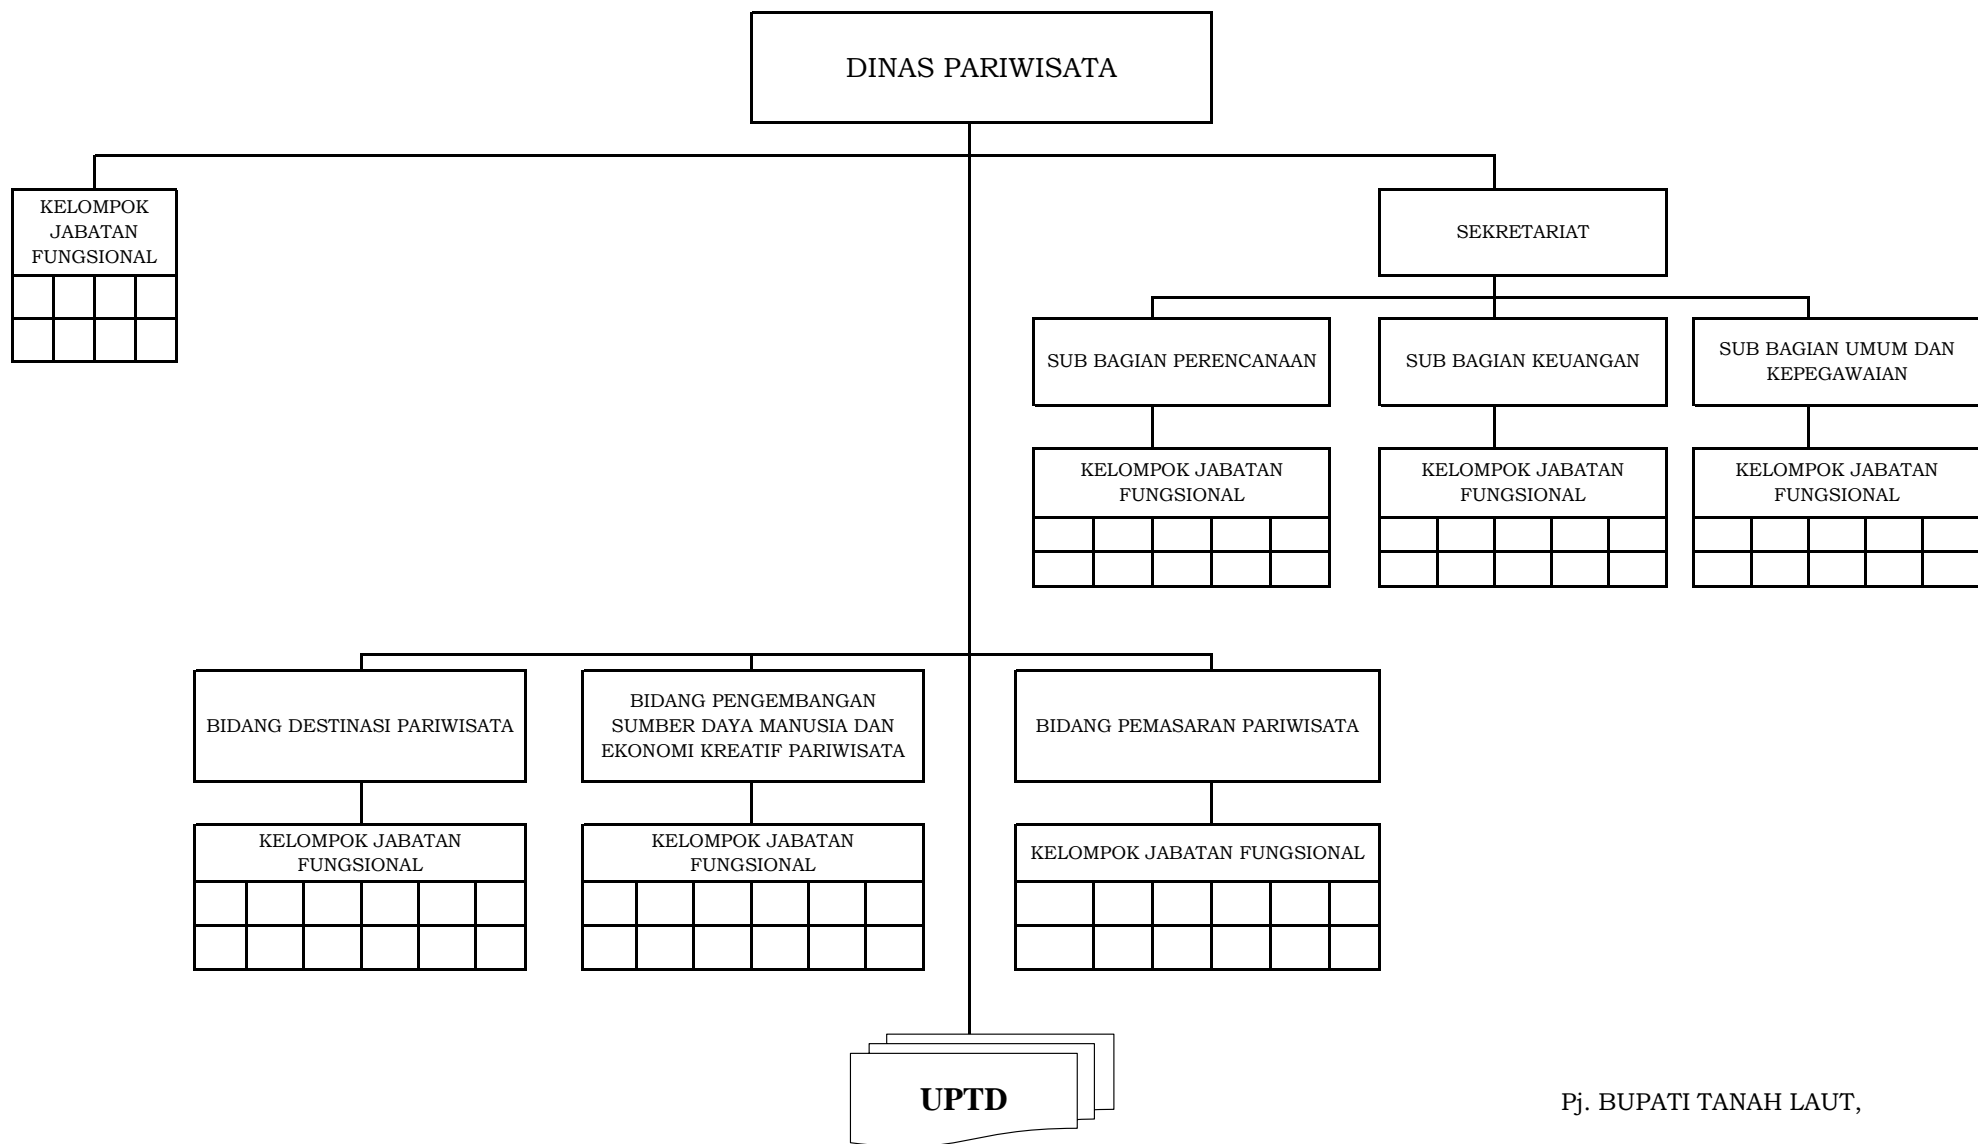 DINAS PARIWISATA
KELOMPOK
JABATAN
FUNGSIONAL
SEKRETARIAT
SUB BAGIAN PERENCANAAN
SUB BAGIAN KEUANGAN
SUB BAGIAN UMUM DAN
KEPEGAWAIAN
KELOMPOK JABATAN
FUNGSIONAL
KELOMPOK JABATAN
FUNGSIONAL
KELOMPOK JABATAN
FUNGSIONAL
BIDANG DESTINASI PARIWISATA
BIDANG PENGEMBANGAN
SUMBER DAYA MANUSIA DAN
EKONOMI KREATIF PARIWISATA
BIDANG PEMASARAN PARIWISATA
KELOMPOK JABATAN
FUNGSIONAL
KELOMPOK JABATAN
FUNGSIONAL
KELOMPOK JABATAN FUNGSIONAL
UPTD
Pj. BUPATI TANAH LAUT,